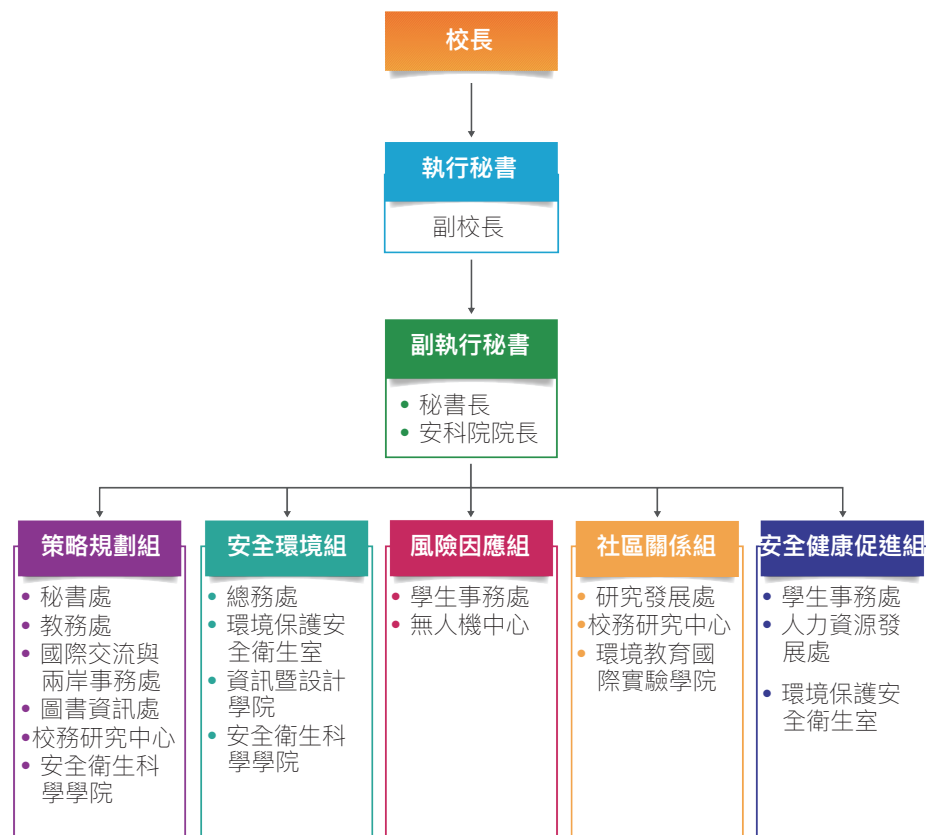 校長
執行秘書
副校長
副執行秘書
• 秘書長
• 安科院院長
策略規劃組
• 秘書處
• 教務處
• 國際交流與
兩岸事務處
• 圖書資訊處
•校務研究中心
• 安全衛生科
學學院
安全環境組
• 總務處
• 環境保護安
全衛生室
• 資訊暨設計
學院
• 安全衛生科
學學院
風險因應組
• 學生事務處
• 無人機中心
社區關係組
• 研究發展處
•校務研究中心
• 環境教育國
際實驗學院
安全健康促進組
• 學生事務處
• 人力資源發
展處
• 環境保護安
全衛生室